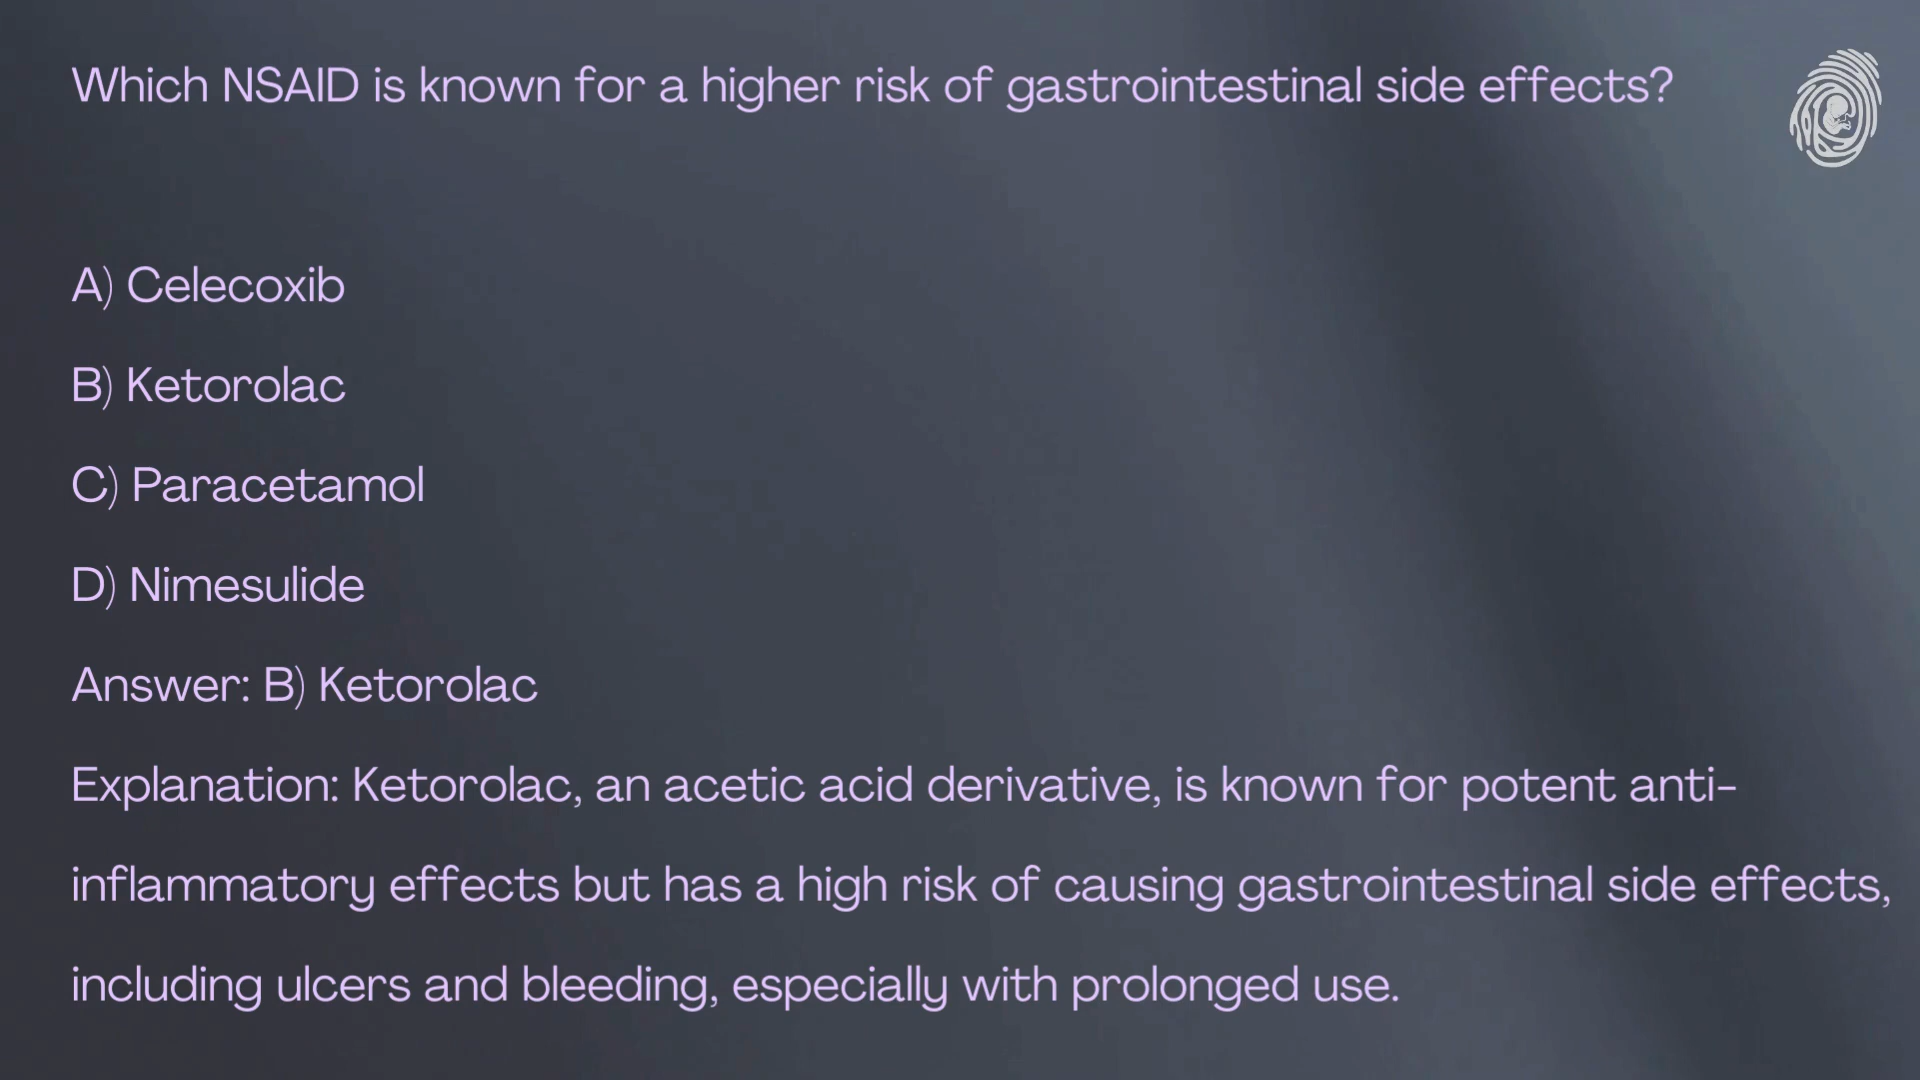 Which NSAID is known for a higher risk of gastrointestinal side effects?
A) Celecoxib
B) Ketorolac
C) Paracetamol
D) Nimesulide
Answer: B) Ketorolac
Explanation: Ketorolac, an acetic acid derivative, is known for potent anti-
inflammatory effects but has a high risk of causing gastrointestinal side effects,
including ulcers and bleeding, especially with prolonged use.